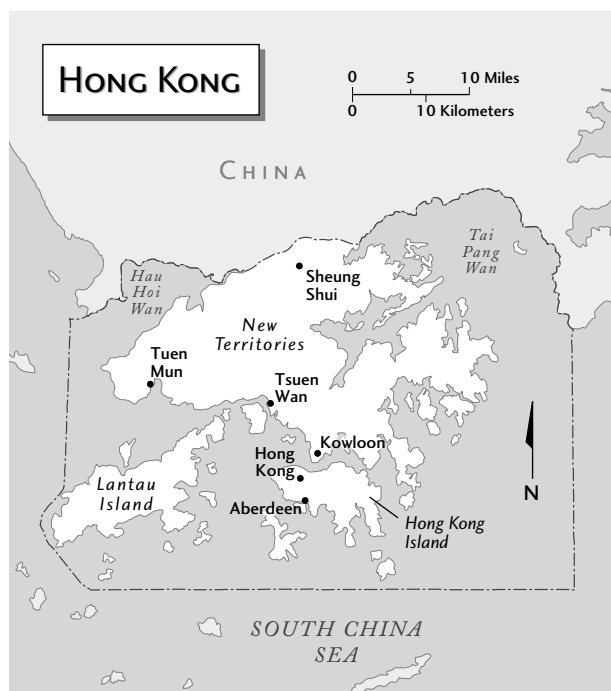 HONG KONG
0 5 10 Miles
0 10 Kilometers
CHINA
Tai
Pang
Wan
Hau
Hoi
Wan
Sheung
Shui
New
Territories
Tuen
Mun
Tsuen
Wan
Kowloon
Hong
Kong
Lantau
Island
Aberdeen
N
Hong Kong
Island
SOUTH CHINA
SEA